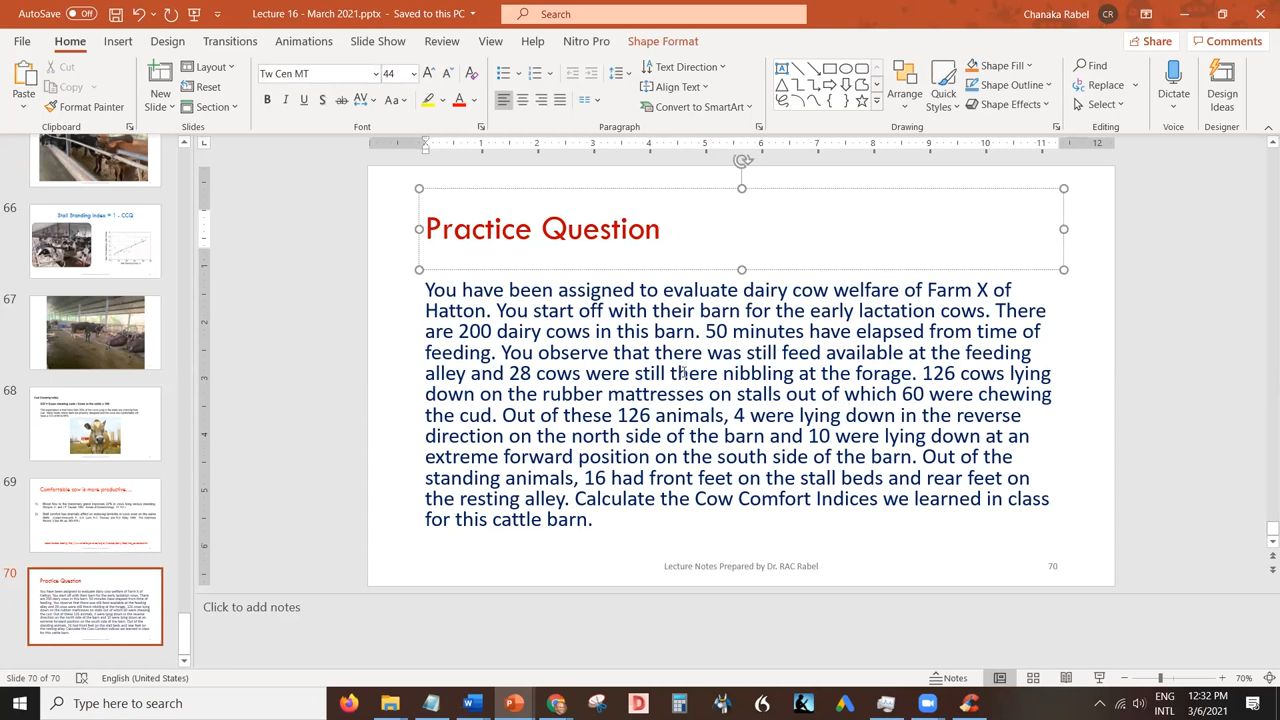 AutoSave Off
Lecture 16 - March 2021.pptx - Saved
Search
Chanaka Rabel CR
File Home Insert Draw Design Transitions Animations Slide Show Review View Help Nitro Pro Shape Format
Share Comments
Paste
Cut
Copy
Format Painter
Clipboard
New Slide
Layout
Reset
Section
Slides
Tw Cen MT 44
Font
Text Direction
Align Text
Convert to SmartArt
Paragraph
Arrange
Quick Styles
Shape Fill
Shape Outline
Shape Effects
Drawing
Find
Replace
Select
Editing
Dictate
Voice
Design Ideas
Designer
66
Stall Standing Index = 1 - CCQ
67
68
69
Comfortable cow is more productive....
70
Practice Question
Practice Question
You have been assigned to evaluate dairy cow welfare of Farm X of
Hatton. You start off with their barn for the early lactation cows. There
are 200 dairy cows in this barn. 50 minutes have elapsed from time of
feeding. You observe that there was still feed available at the feeding
alley and 28 cows were still there nibbling at the forage. 126 cows lying
down on the rubber mattresses on stalls out of which 60 were chewing
the cud. Out of these 126 animals, 4 were lying down in the reverse
direction on the north side of the barn and 10 were lying down at an
extreme forward position on the south side of the barn. Out of the
standing animals, 16 had front feet on the stall beds and rear feet on
the resting alley. Calculate the Cow Comfort Indices we learned in class
for this cattle barn.
Lecture Notes Prepared by Dr. RAC Rabel
70
Click to add notes
Slide 70 of 70
English (United States)
Notes
70%
Type here to search
ENG
INTL
12:32 PM
3/6/2021